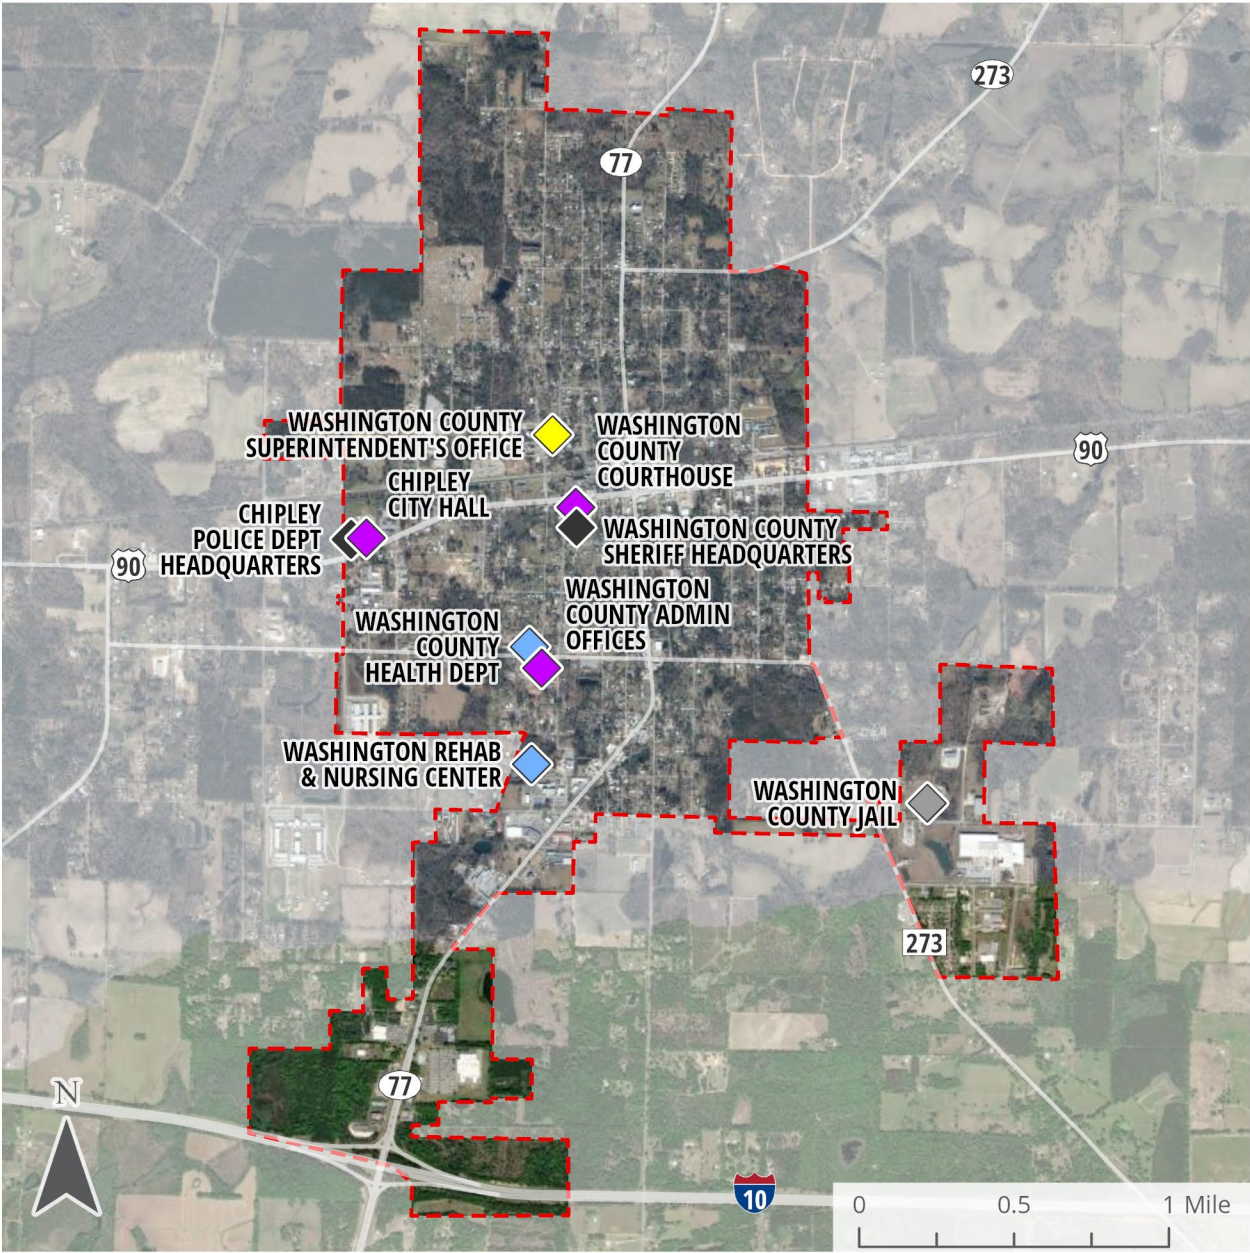 273
77
WASHINGTON COUNTY
SUPERINTENDENT'S OFFICE
WASHINGTON
COUNTY
COURTHOUSE
90
CHIPLEY
CITY HALL
CHIPLEY
POLICE DEPT
HEADQUARTERS
WASHINGTON COUNTY
SHERIFF HEADQUARTERS
90
WASHINGTON
COUNTY ADMIN
OFFICES
WASHINGTON
COUNTY
HEALTH DEPT
WASHINGTON REHAB
& NURSING CENTER
WASHINGTON
COUNTY JAIL
273
77
N
10
0 0.5 1 Mile